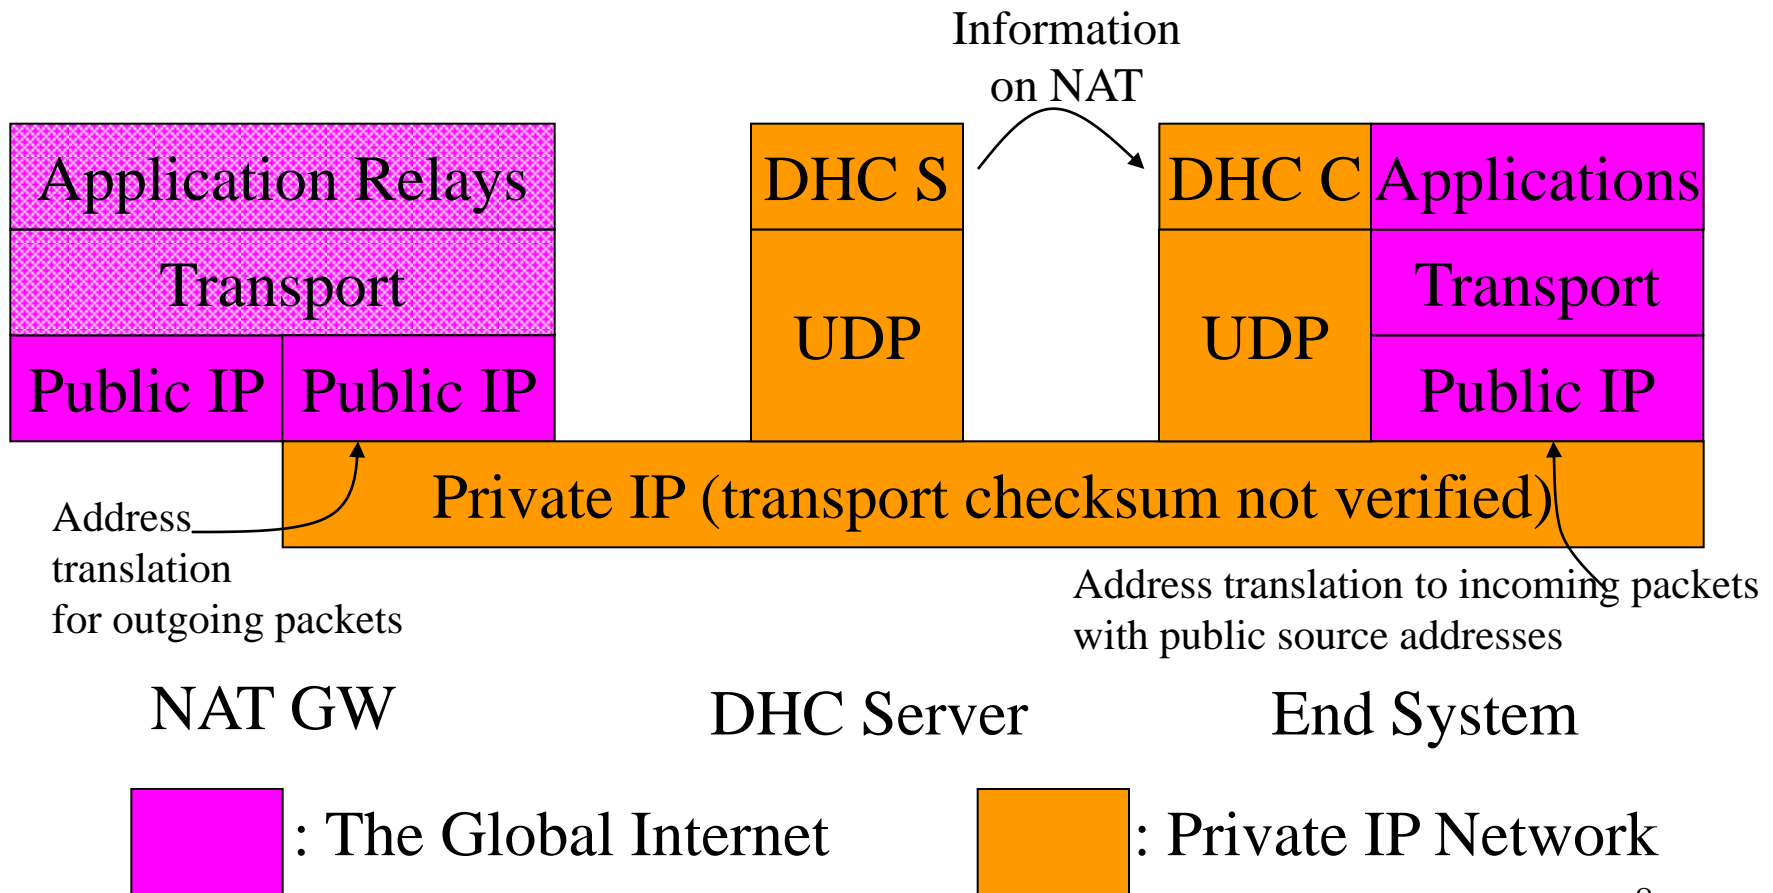 Information
on NAT
Application Relays
DHC S
DHC C
Applications
Transport
UDP
UDP
Transport
Public IP
Public IP
Public IP
Private IP (transport checksum not verified)
Address
translation
for outgoing packets
Address translation to incoming packets
with public source addresses
NAT GW
DHC Server
End System
: The Global Internet
: Private IP Network